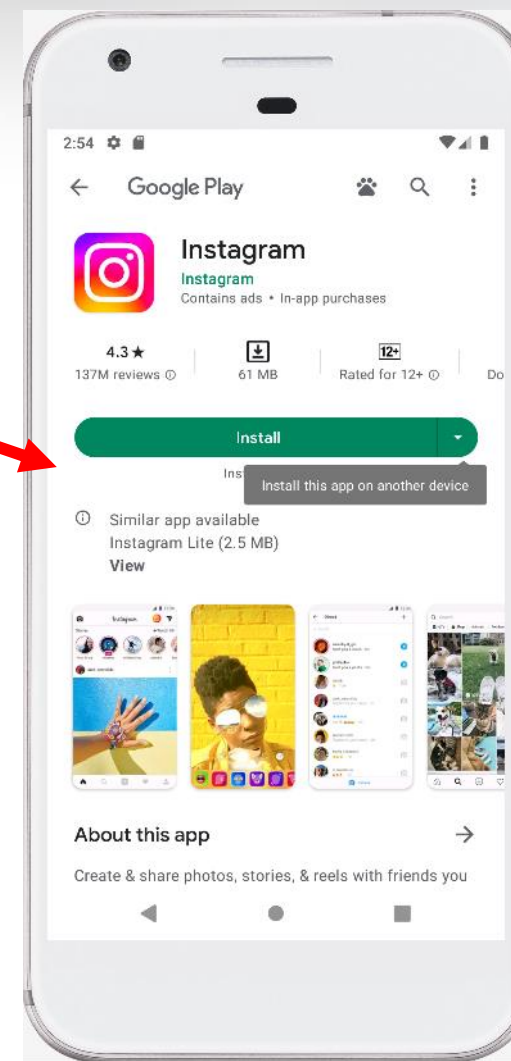 2:54
Google Play
Instagram
Instagram
Contains ads • In-app purchases
4.3★
137M reviews
61 MB
12+
Rated for 12+
Do
Install
Ins
Install this app on another device
Similar app available
Instagram Lite (2.5 MB)
View
About this app
Create & share photos, stories, & reels with friends you